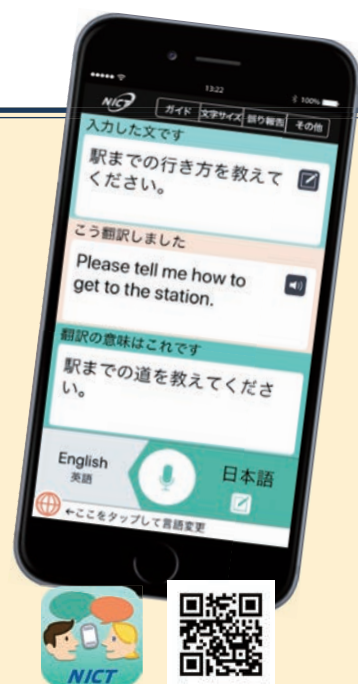 13:22
100%
NICT
ガイド 文字サイズ 誤り報告 その他
入力した文です
駅までの行き方を教えて
ください。
こう翻訳しました
Please tell me how to
get to the station.
翻訳の意味はこれです
駅までの道を教えてくださ
い。
English
英語
日本語
←ここをタップして言語変更
NICT